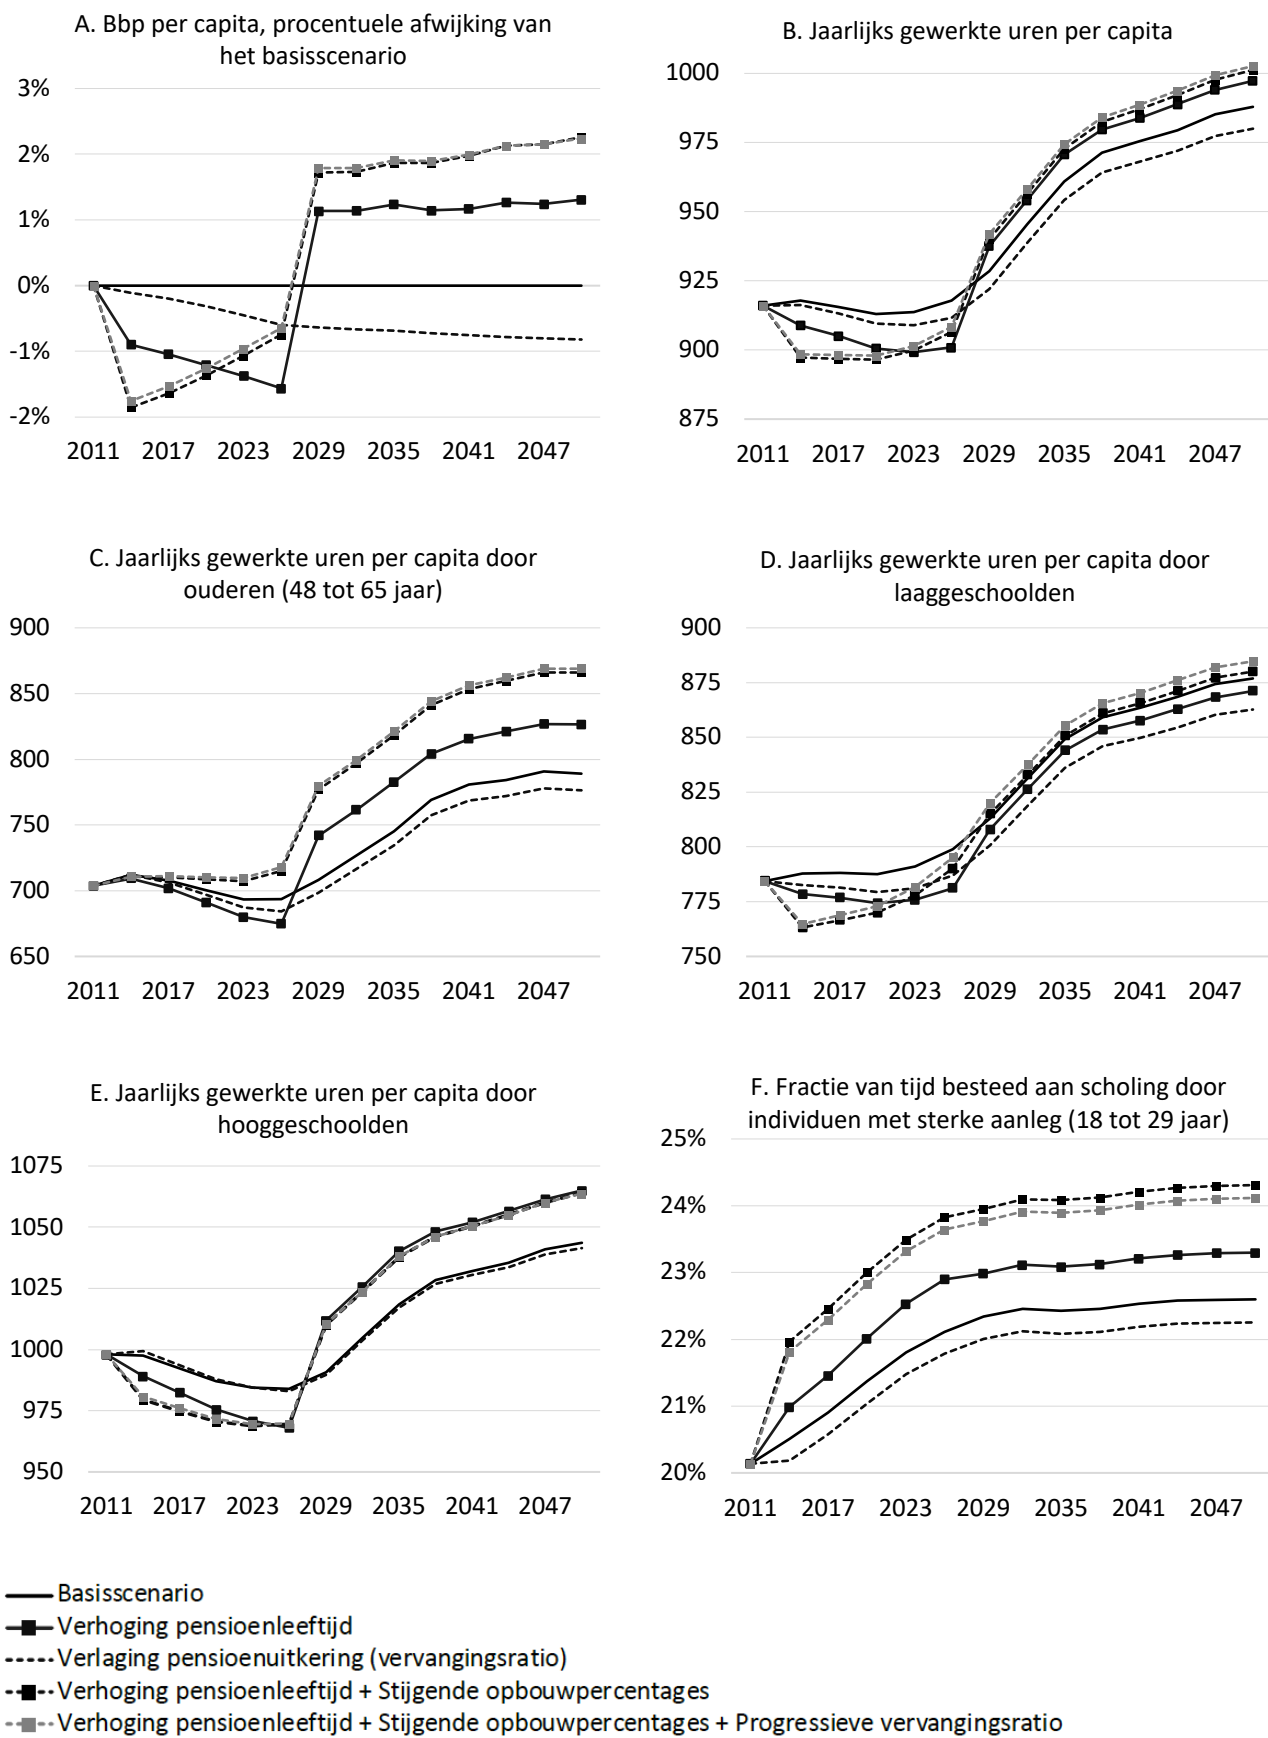 A. Bbp per capita, procentuele afwijking van
het basisscenario
3%
2%
1%
0%
-1%
-2%
2011 2017 2023 2029 2035 2041 2047
B. Jaarlijks gewerkte uren per capita
1000
975
950
925
900
875
2011 2017 2023 2029 2035 2041 2047
C. Jaarlijks gewerkte uren per capita door
ouderen (48 tot 65 jaar)
900
850
800
750
700
650
2011 2017 2023 2029 2035 2041 2047
D. Jaarlijks gewerkte uren per capita door
laaggeschoolden
900
875
850
825
800
775
750
2011 2017 2023 2029 2035 2041 2047
E. Jaarlijks gewerkte uren per capita door
hooggeschoolden
1075
1050
1025
1000
975
950
2011 2017 2023 2029 2035 2041 2047
F. Fractie van tijd besteed aan scholing door
individuen met sterke aanleg (18 tot 29 jaar)
25%
24%
23%
22%
21%
20%
2011 2017 2023 2029 2035 2041 2047
Basisscenario
Verhoging pensioenleeftijd
Verlaging pensioenuitkering (vervangingsratio)
Verhoging pensioenleeftijd + Stijgende opbouwpercentages
Verhoging pensioenleeftijd + Stijgende opbouwpercentages + Progressieve vervangingsratio